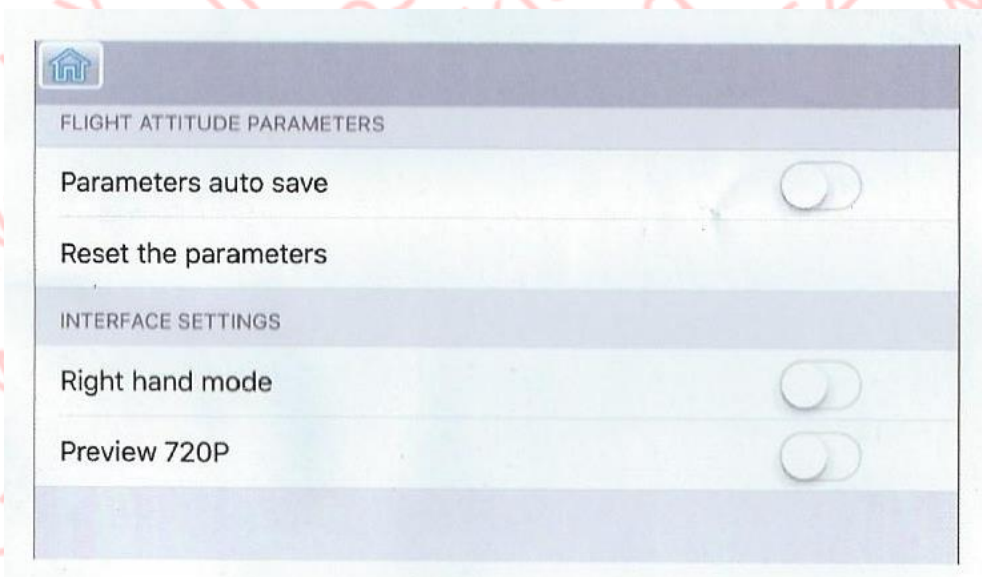 FLIGHT ATTITUDE PARAMETERS
Parameters auto save
Reset the parameters
INTERFACE SETTINGS
Right hand mode
Preview 720P